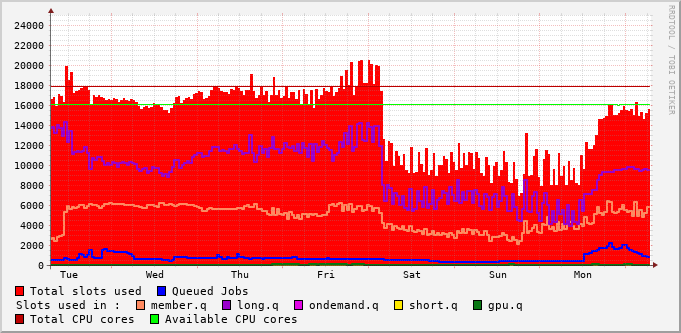 RRDTOOL / TOBI OETIKER
24000
22000
20000
18000
16000
14000
12000
10000
8000
6000
4000
2000
0
Tue Wed Thu Fri Sat Sun Mon
Total slots used Queued Jobs
Slots used in : member.q long.q ondemand.q short.q gpu.q
Total CPU cores Available CPU cores